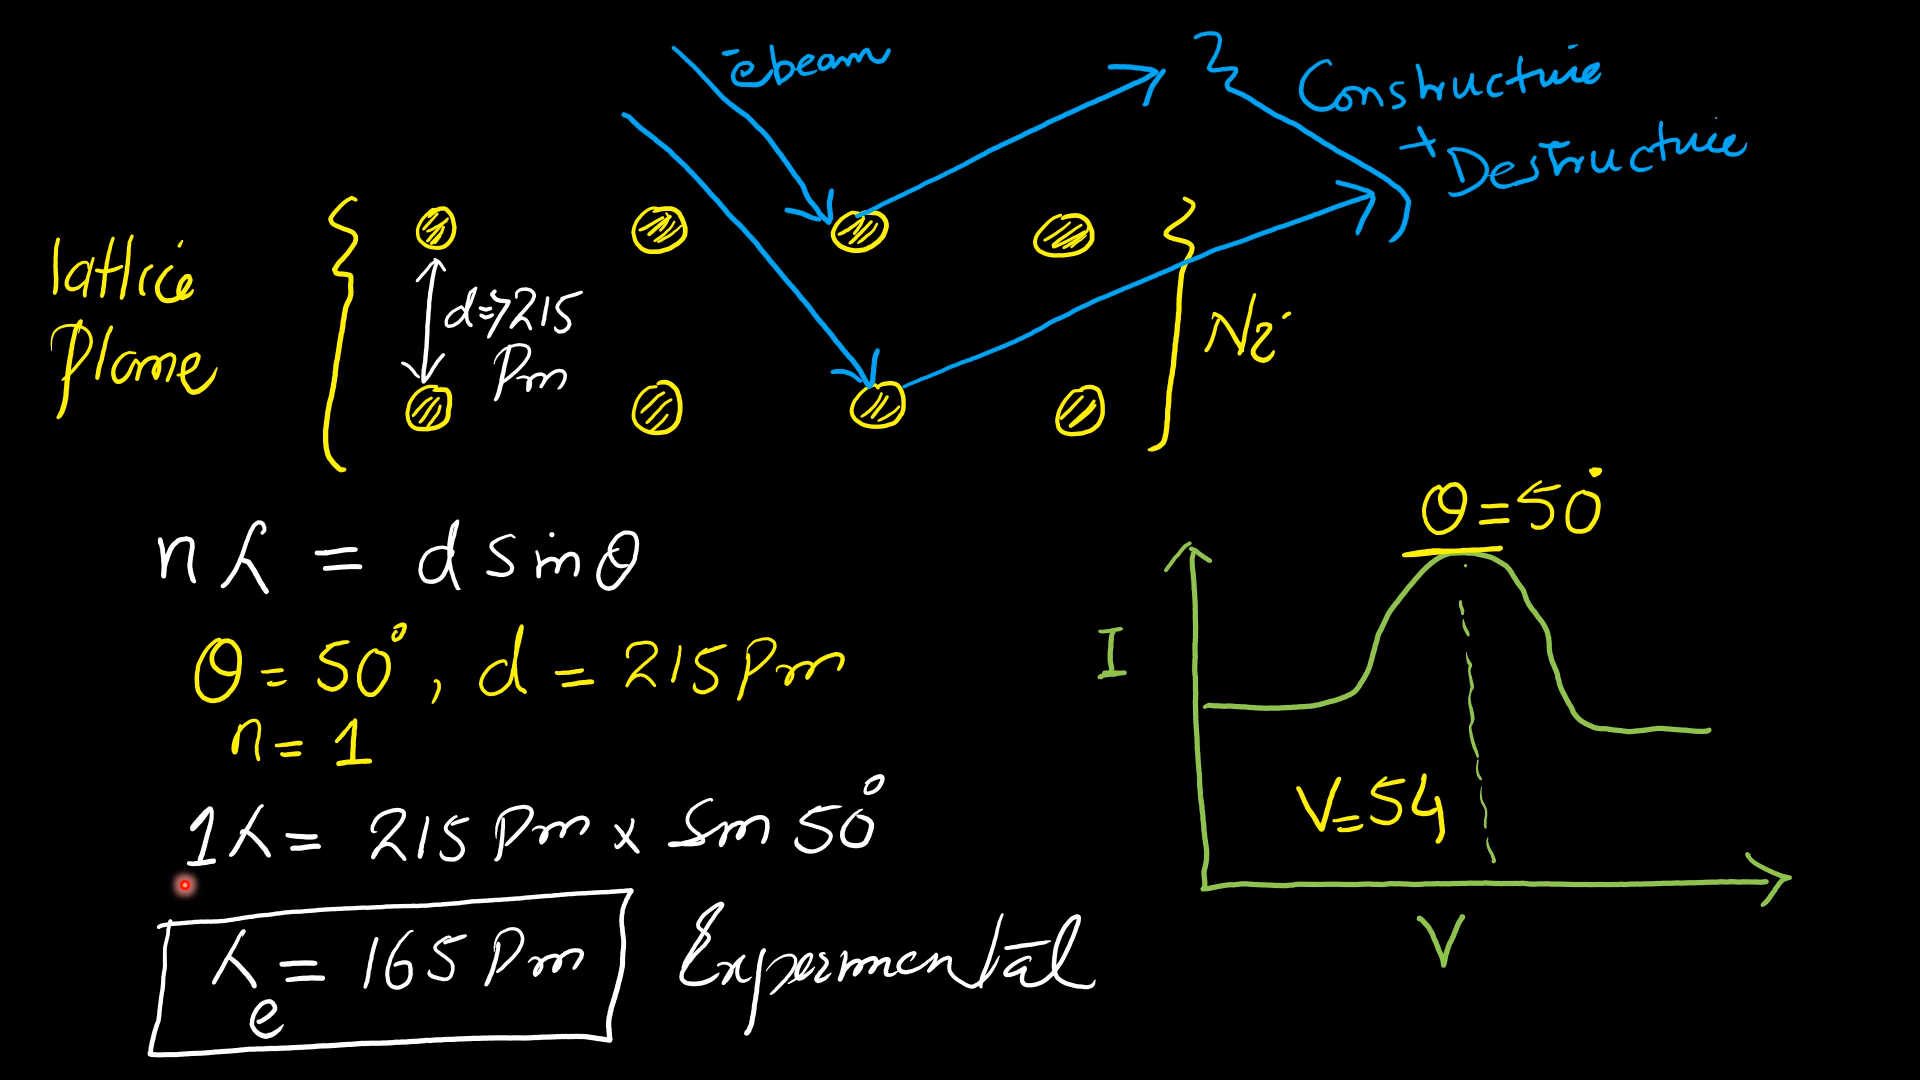 ēbeam
Constructive
+ Destructive
lattice
Plane
d⇒215
Pm
Ni
nλ = d sinθ
θ = 50°, d = 215 Pm
n = 1
1λ = 215 Pm x Sin 50°
λe = 165 Pm Experimental
θ = 50°
I
V = 54
V